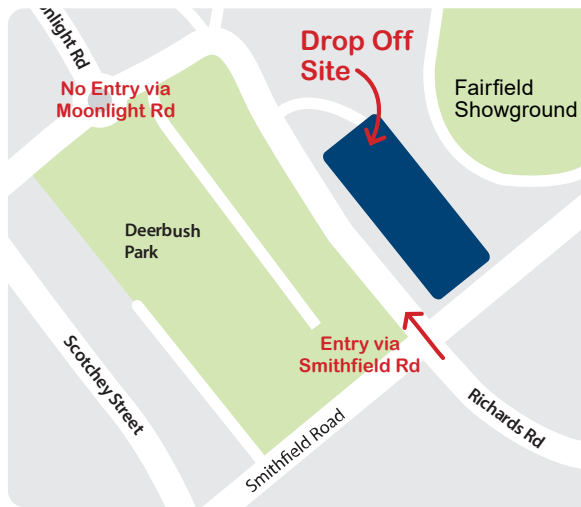 Drop Off
Site
No Entry via
Moonlight Rd
Fairfield
Showground
Deerbush
Park
Entry via
Smithfield Rd
Scotchey Street
Smithfield Road
Richards Rd
onlight Rd